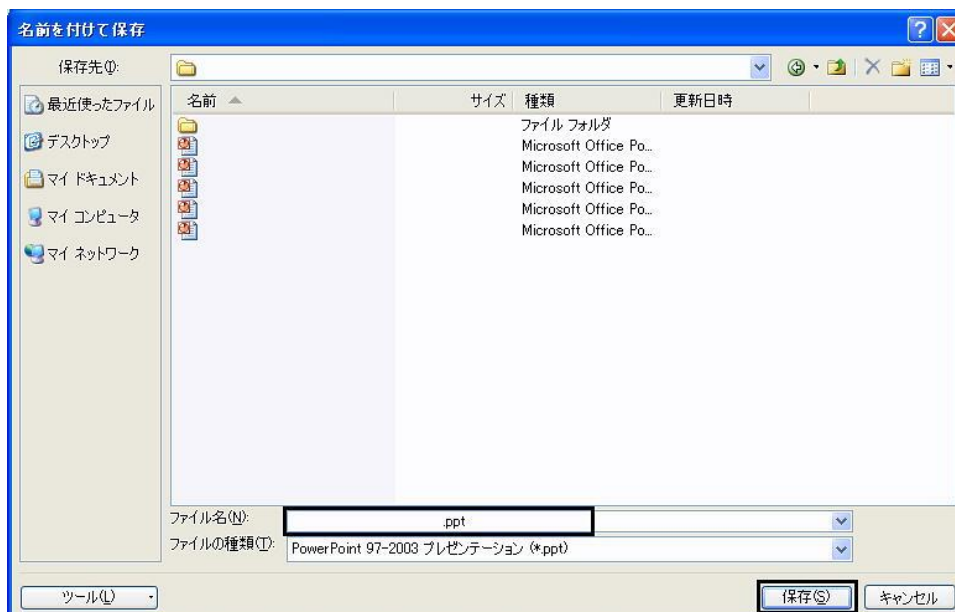 名前を付けて保存
保存先(I):
最近使ったファイル
デスクトップ
マイ ドキュメント
マイ コンピュータ
マイ ネットワーク
名前 サイズ 種類 更新日時
ファイル フォルダ
Microsoft Office Po...
Microsoft Office Po...
Microsoft Office Po...
Microsoft Office Po...
Microsoft Office Po...
ファイル名(N): .ppt
ファイルの種類(T): PowerPoint 97-2003 プレゼンテーション (*.ppt)
ツール(L) 保存(S) キャンセル